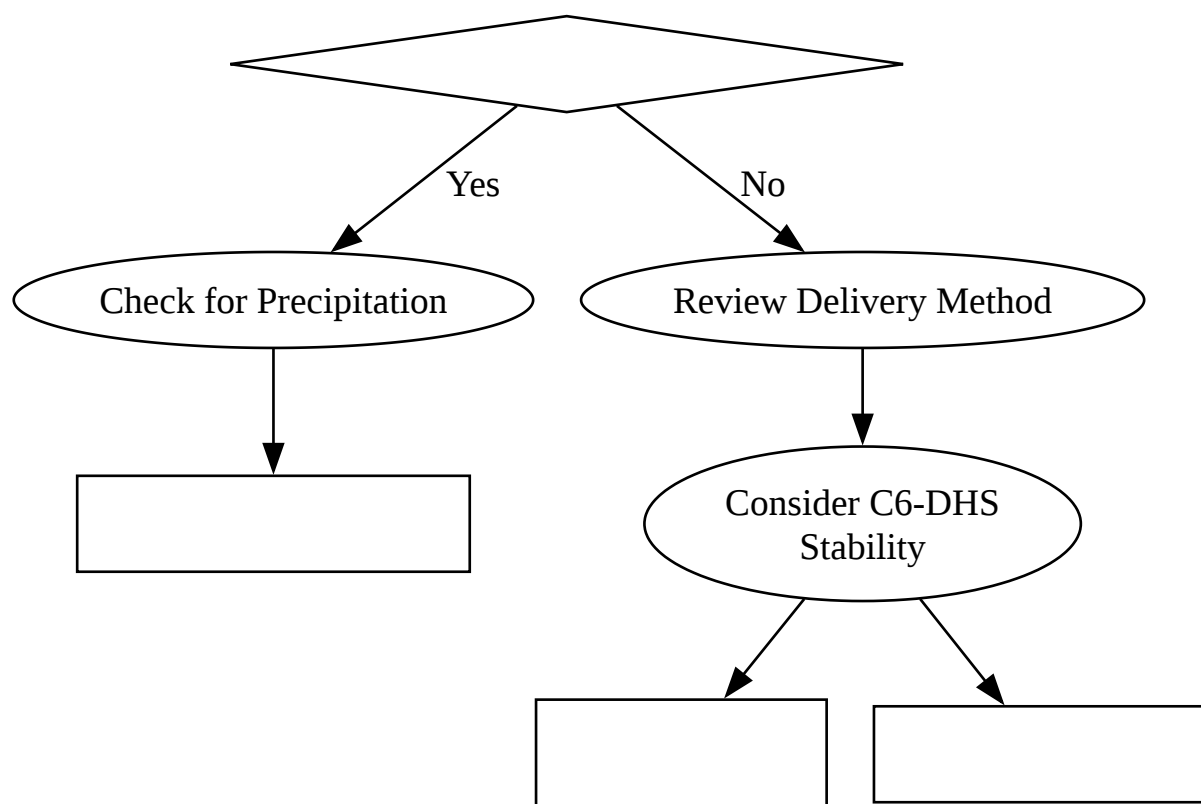 Yes
No
Check for Precipitation
Review Delivery Method
Consider C6-DHS
Stability